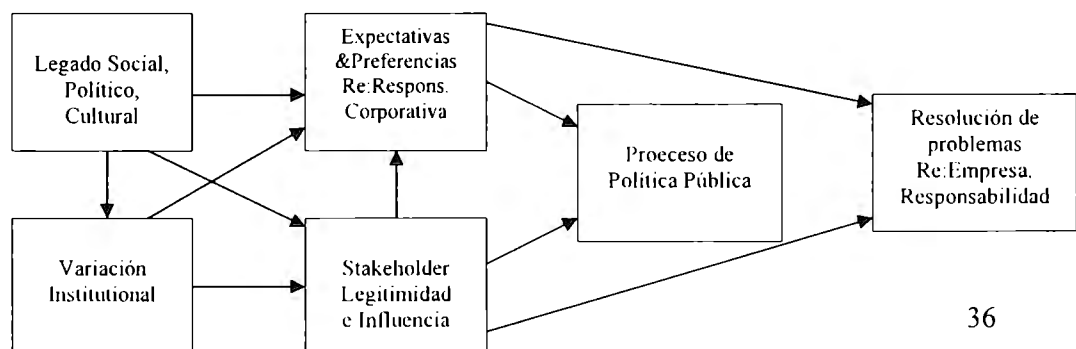 Legado Social,
Político,
Cultural
Expectativas
&Preferencias
Re:Respons.
Corporativa
Proeceso de
Política Pública
Resolución de
problemas
Re:Empresa.
Responsabilidad
Variación
Institutional
Stakeholder
Legitimidad
e Influencia
36